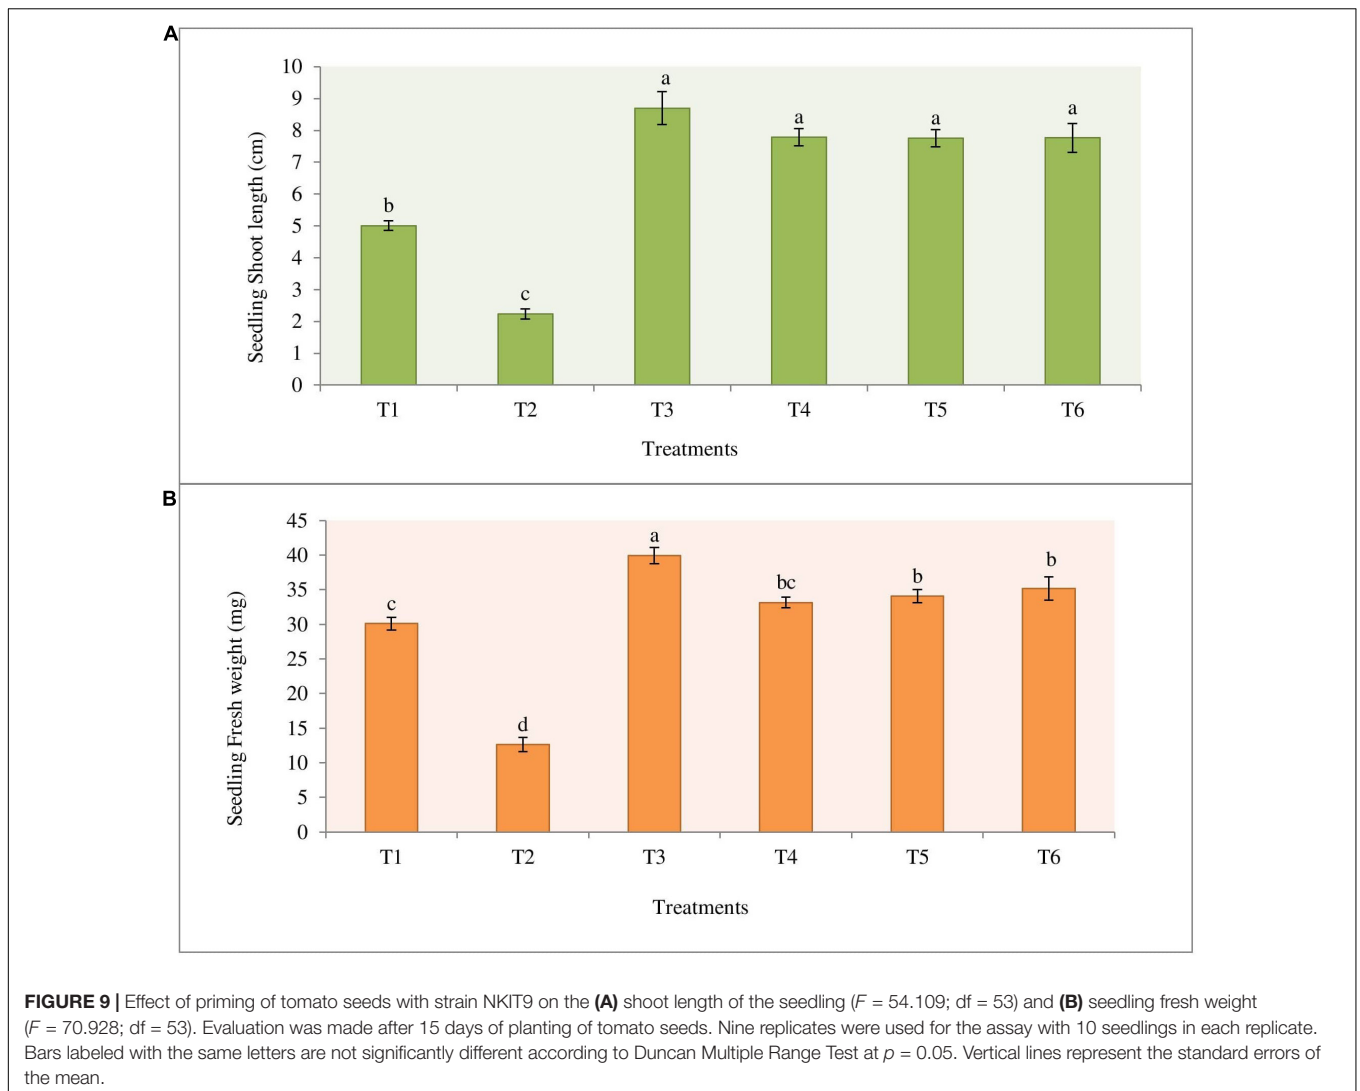 A
10
9
8
7
6
5
4
3
2
1
0
Seedling Shoot length (cm)
b
c
a
a
a
a
T1 T2 T3 T4 T5 T6
Treatments
B
45
40
35
30
25
20
15
10
5
0
Seedling Fresh weight (mg)
c
d
a
bc
b
b
T1 T2 T3 T4 T5 T6
Treatments
FIGURE 9 | Effect of priming of tomato seeds with strain NKIT9 on the (A) shoot length of the seedling (F = 54.109; df = 53) and (B) seedling fresh weight
(F = 70.928; df = 53). Evaluation was made after 15 days of planting of tomato seeds. Nine replicates were used for the assay with 10 seedlings in each replicate.
Bars labeled with the same letters are not significantly different according to Duncan Multiple Range Test at p = 0.05. Vertical lines represent the standard errors of
the mean.